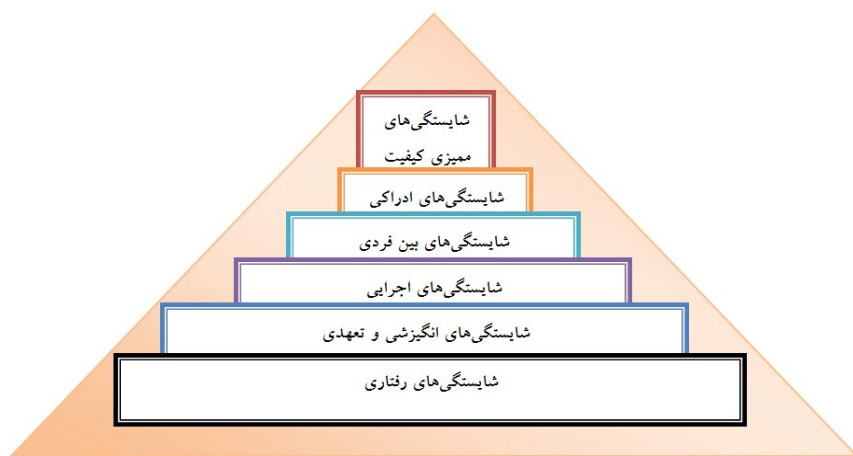 شایستگی‌های
ممیزی کیفیت
شایستگی‌های ادراکی
شایستگی‌های بین فردی
شایستگی‌های اجرایی
شایستگی‌های انگیزشی و تعهدی
شایستگی‌های رفتاری